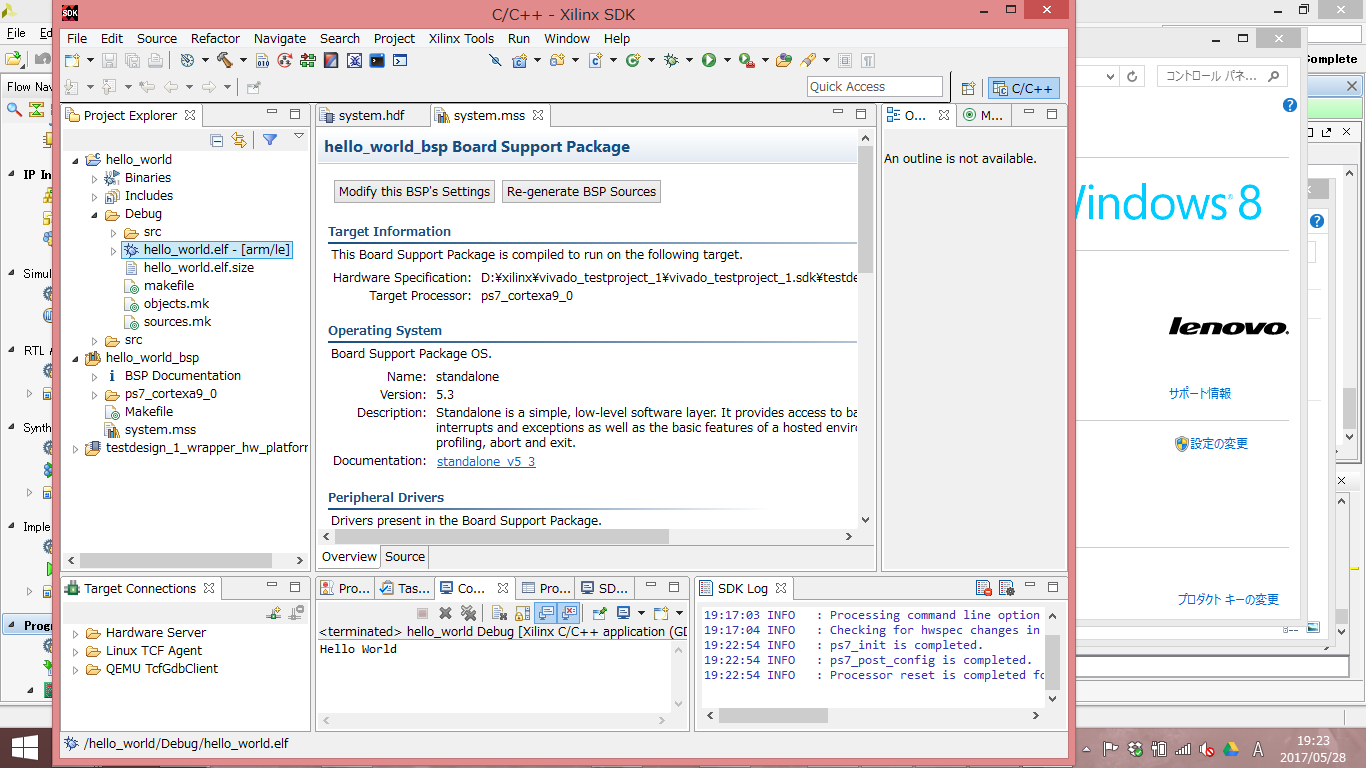 SDK
C/C++ - Xilinx SDK
File
File Edit Source Refactor Navigate Search Project Xilinx Tools Run Window Help
Quick Access
C/C++
Project Explorer
hello_world
Binaries
Includes
Debug
src
hello_world.elf - [arm/le]
hello_world.elf.size
makefile
objects.mk
sources.mk
src
hello_world_bsp
BSP Documentation
ps7_cortexa9_0
Makefile
system.mss
testdesign_1_wrapper_hw_platform
system.hdf
system.mss
hello_world_bsp Board Support Package
Modify this BSP's Settings
Re-generate BSP Sources
Target Information
This Board Support Package is compiled to run on the following target.
Hardware Specification: D:¥xilinx¥vivado_testproject_1¥vivado_testproject_1.sdk¥testde
Target Processor: ps7_cortexa9_0
Operating System
Board Support Package OS.
Name: standalone
Version: 5.3
Description: Standalone is a simple, low-level software layer. It provides access to ba
interrupts and exceptions as well as the basic features of a hosted enviro
profiling, abort and exit.
Documentation: standalone_v5_3
Peripheral Drivers
Drivers present in the Board Support Package.
Overview Source
O...
M...
An outline is not available.
Target Connections
Hardware Server
Linux TCF Agent
QEMU TcfGdbClient
Pro...
Tas...
Co...
Pro...
SD...
<terminated> hello_world Debug [Xilinx C/C++ application (GD
Hello World
SDK Log
19:17:03 INFO : Processing command line option
19:17:04 INFO : Checking for hwspec changes in
19:22:54 INFO : ps7_init is completed.
19:22:54 INFO : ps7_post_config is completed.
19:22:54 INFO : Processor reset is completed fo
/hello_world/Debug/hello_world.elf
Flow Nav
IP In
Simul
RTL A
Synth
Imple
Progr
omplete
コントロール パネ...
Windows 8
lenovo
サポート情報
設定の変更
プロダクト キーの変更
A
19:23
2017/05/28